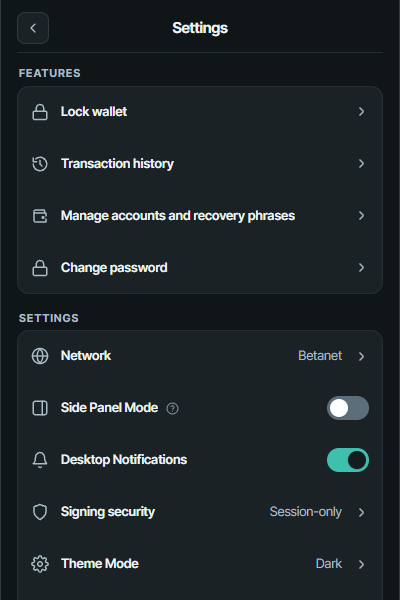 Settings
FEATURES
Lock wallet
Transaction history
Manage accounts and recovery phrases
Change password
SETTINGS
Network Betanet
Side Panel Mode
Desktop Notifications
Signing security Session-only
Theme Mode Dark